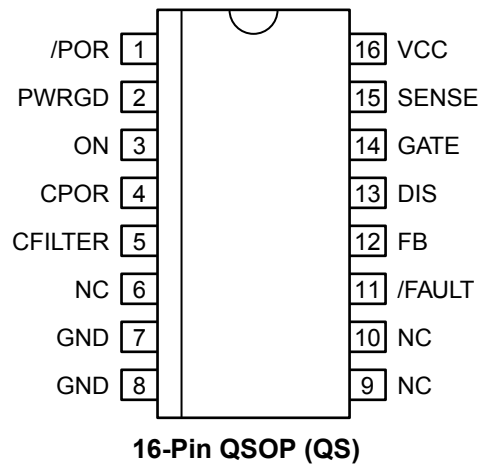 /POR 1 16 VCC
PWRGD 2 15 SENSE
ON 3 14 GATE
CPOR 4 13 DIS
CFILTER 5 12 FB
NC 6 11 /FAULT
GND 7 10 NC
GND 8 9 NC
16-Pin QSOP (QS)